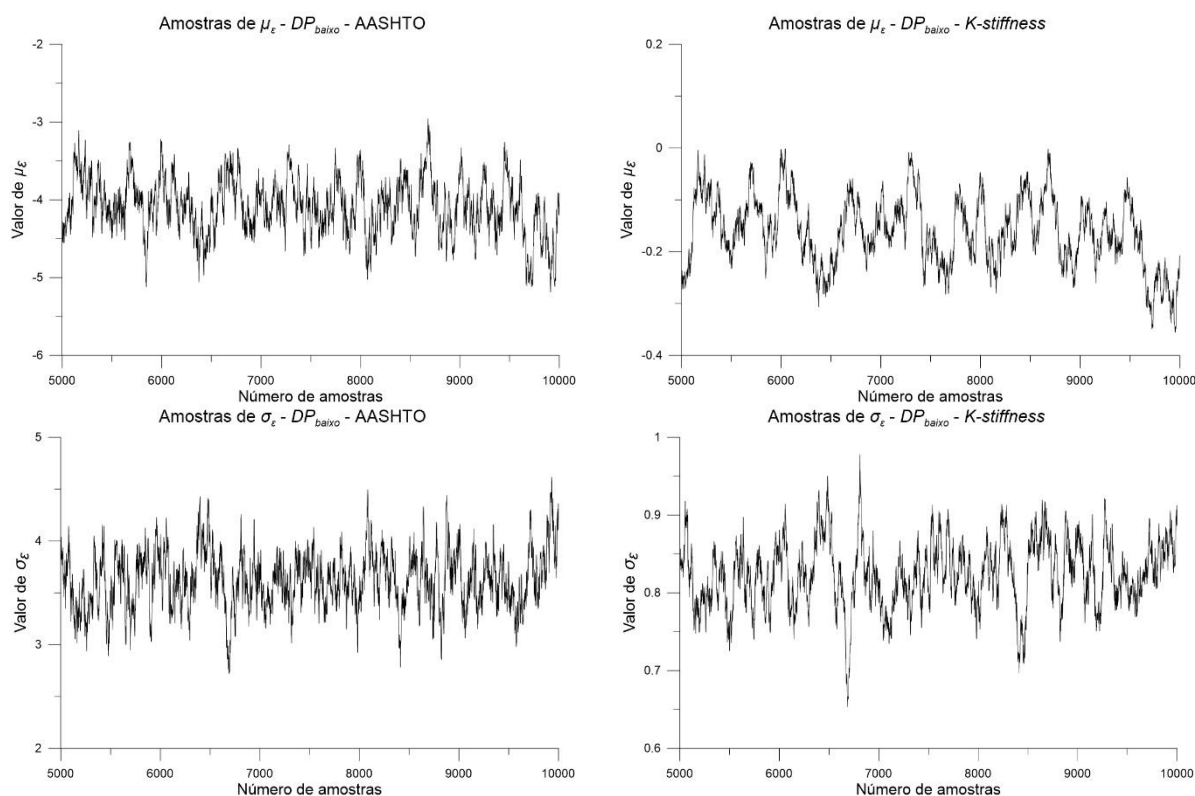 Amostras de με - DPbaixo - AASHTO
-2
-3
-4
-5
-6
Valor de με
5000 6000 7000 8000 9000 10000
Número de amostras
Amostras de με - DPbaixo - K-stiffness
0.2
0
-0.2
-0.4
Valor de με
5000 6000 7000 8000 9000 10000
Número de amostras
Amostras de σε - DPbaixo - AASHTO
5
4
3
2
Valor de σε
5000 6000 7000 8000 9000 10000
Número de amostras
Amostras de σε - DPbaixo - K-stiffness
1
0.9
0.8
0.7
0.6
Valor de σε
5000 6000 7000 8000 9000 10000
Número de amostras